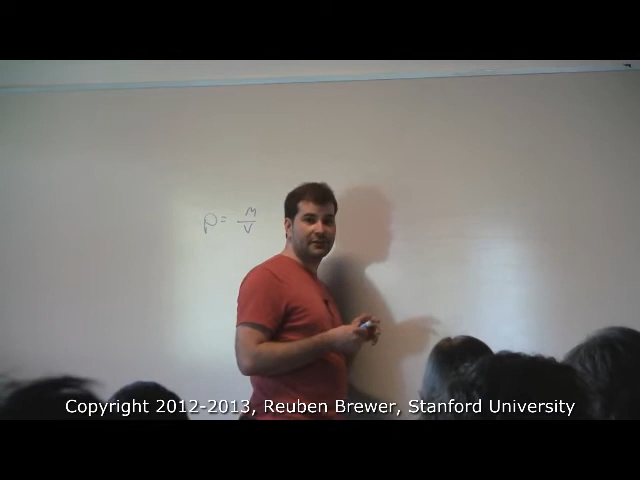 ρ = M/V
Copyright 2012-2013, Reuben Brewer, Stanford University